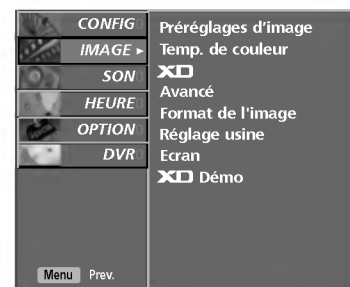 CONFIG
IMAGE ►
SON
HEURE
OPTION
DVR
Menu Prev.
Préréglages d’image
Temp. de couleur
XD
Avancé
Format de l'image
Réglage usine
Ecran
XD Démo